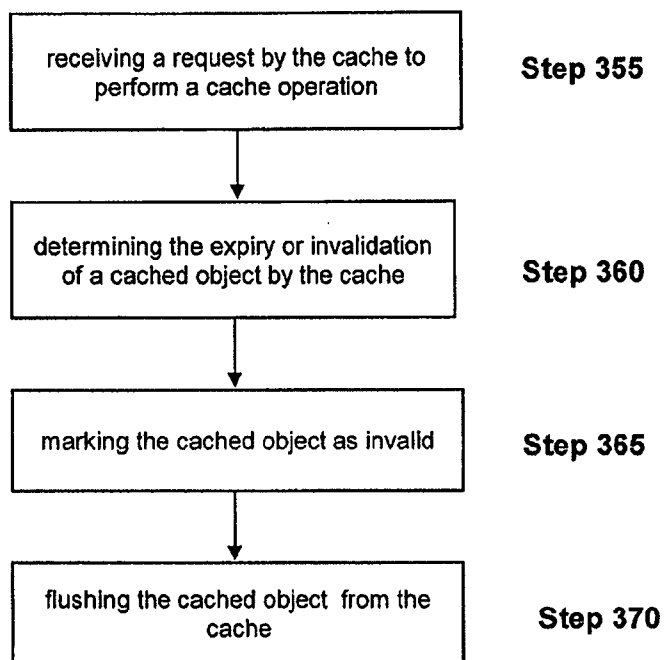 receiving a request by the cache to
perform a cache operation
Step 355
determining the expiry or invalidation
of a cached object by the cache
Step 360
marking the cached object as invalid
Step 365
flushing the cached object from the
cache
Step 370